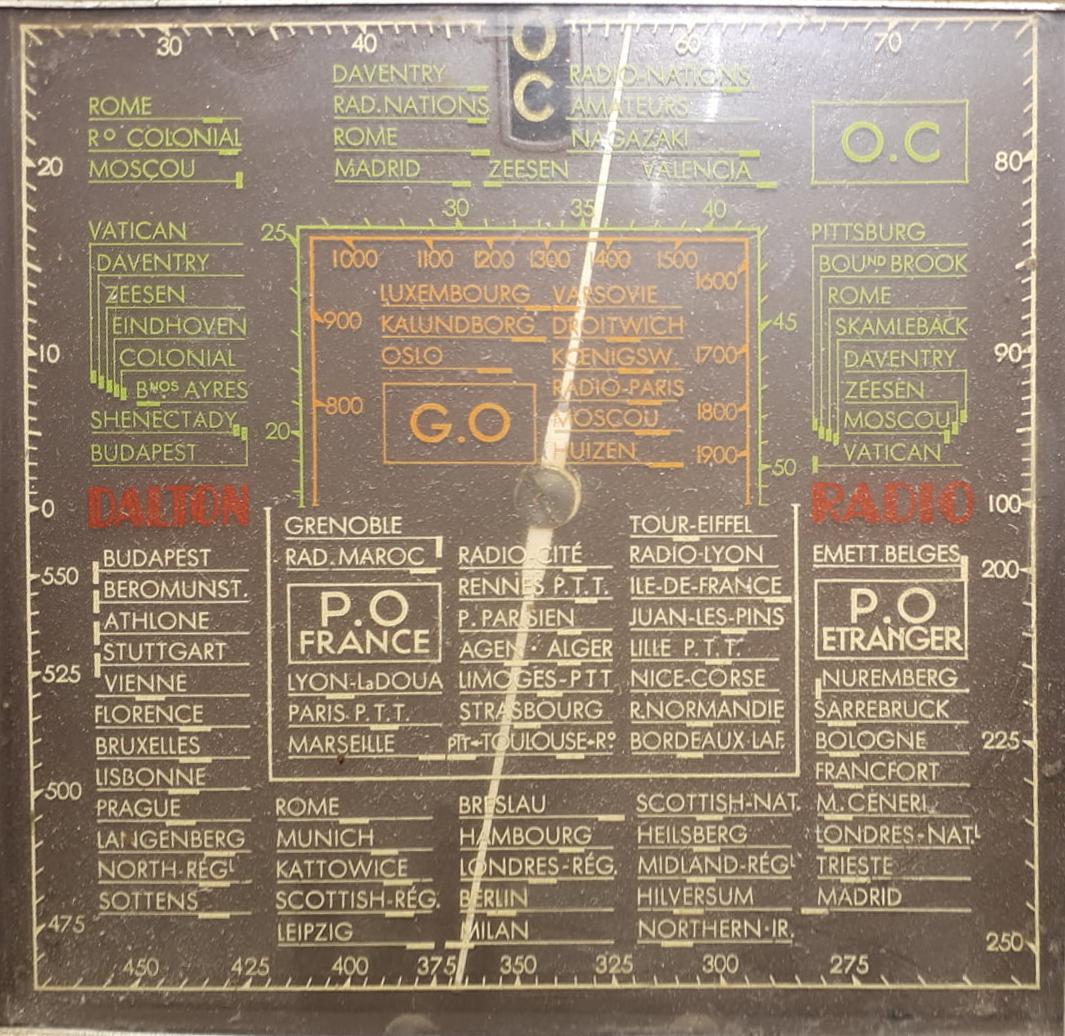 30 40 60 70
O
C
DAVENTRY RADIO-NATIONS
ROME RAD.NATIONS AMATEURS
Rº COLONIAL ROME NAGAZAKI O.C
20 MOSCOU MADRID ZEESEN VALENCIA 80
30 35 40
VATICAN 25 PITTSBURG
DAVENTRY 1000 1100 1200 1300 1400 1500 BOUND BROOK
ZEESEN LUXEMBOURG VARSOVIE 1600 ROME
EINDHOVEN 900 KALUNDBORG DROITWICH 45 SKAMLEBACK
10 COLONIAL OSLO KŒNIGSW. 1700 DAVENTRY 90
BNOS AYRES RADIO-PARIS ZEESEN
SHENECTADY 800 G.O MOSCOU 1800 MOSCOU
BUDAPEST 20 HUIZEN 1900 50 VATICAN
0 DALTON RADIO 100
GRENOBLE TOUR-EIFFEL
BUDAPEST RAD.MAROC RADIO-CITÉ RADIO-LYON EMETT.BELGES
550 BEROMUNST. RENNES P.T.T. ILE-DE-FRANCE 200
ATHLONE P.O P.PARISIEN JUAN-LES-PINS P.O
STUTTGART FRANCE AGEN · ALGER LILLE P.T.T. ETRANGER
525 VIENNE LYON-LaDOUA LIMOGES-PTT NICE-CORSE NUREMBERG
FLORENCE PARIS.P.T.T. STRASBOURG R.NORMANDIE SARREBRUCK
BRUXELLES MARSEILLE PTT←TOULOUSE-Rº BORDEAUX-LAF. BOLOGNE 225
500 LISBONNE FRANCFORT
PRAGUE ROME BRESLAU SCOTTISH-NAT. M.CENERI
LANGENBERG MUNICH HAMBOURG HEILSBERG LONDRES-NATL
NORTH-RÉGL KATTOWICE LONDRES-RÉG. MIDLAND-RÉGL TRIESTE
SOTTENS SCOTTISH-RÉG. BERLIN HILVERSUM MADRID
475 LEIPZIG MILAN NORTHERN-IR. 250
450 425 400 375 350 325 300 275